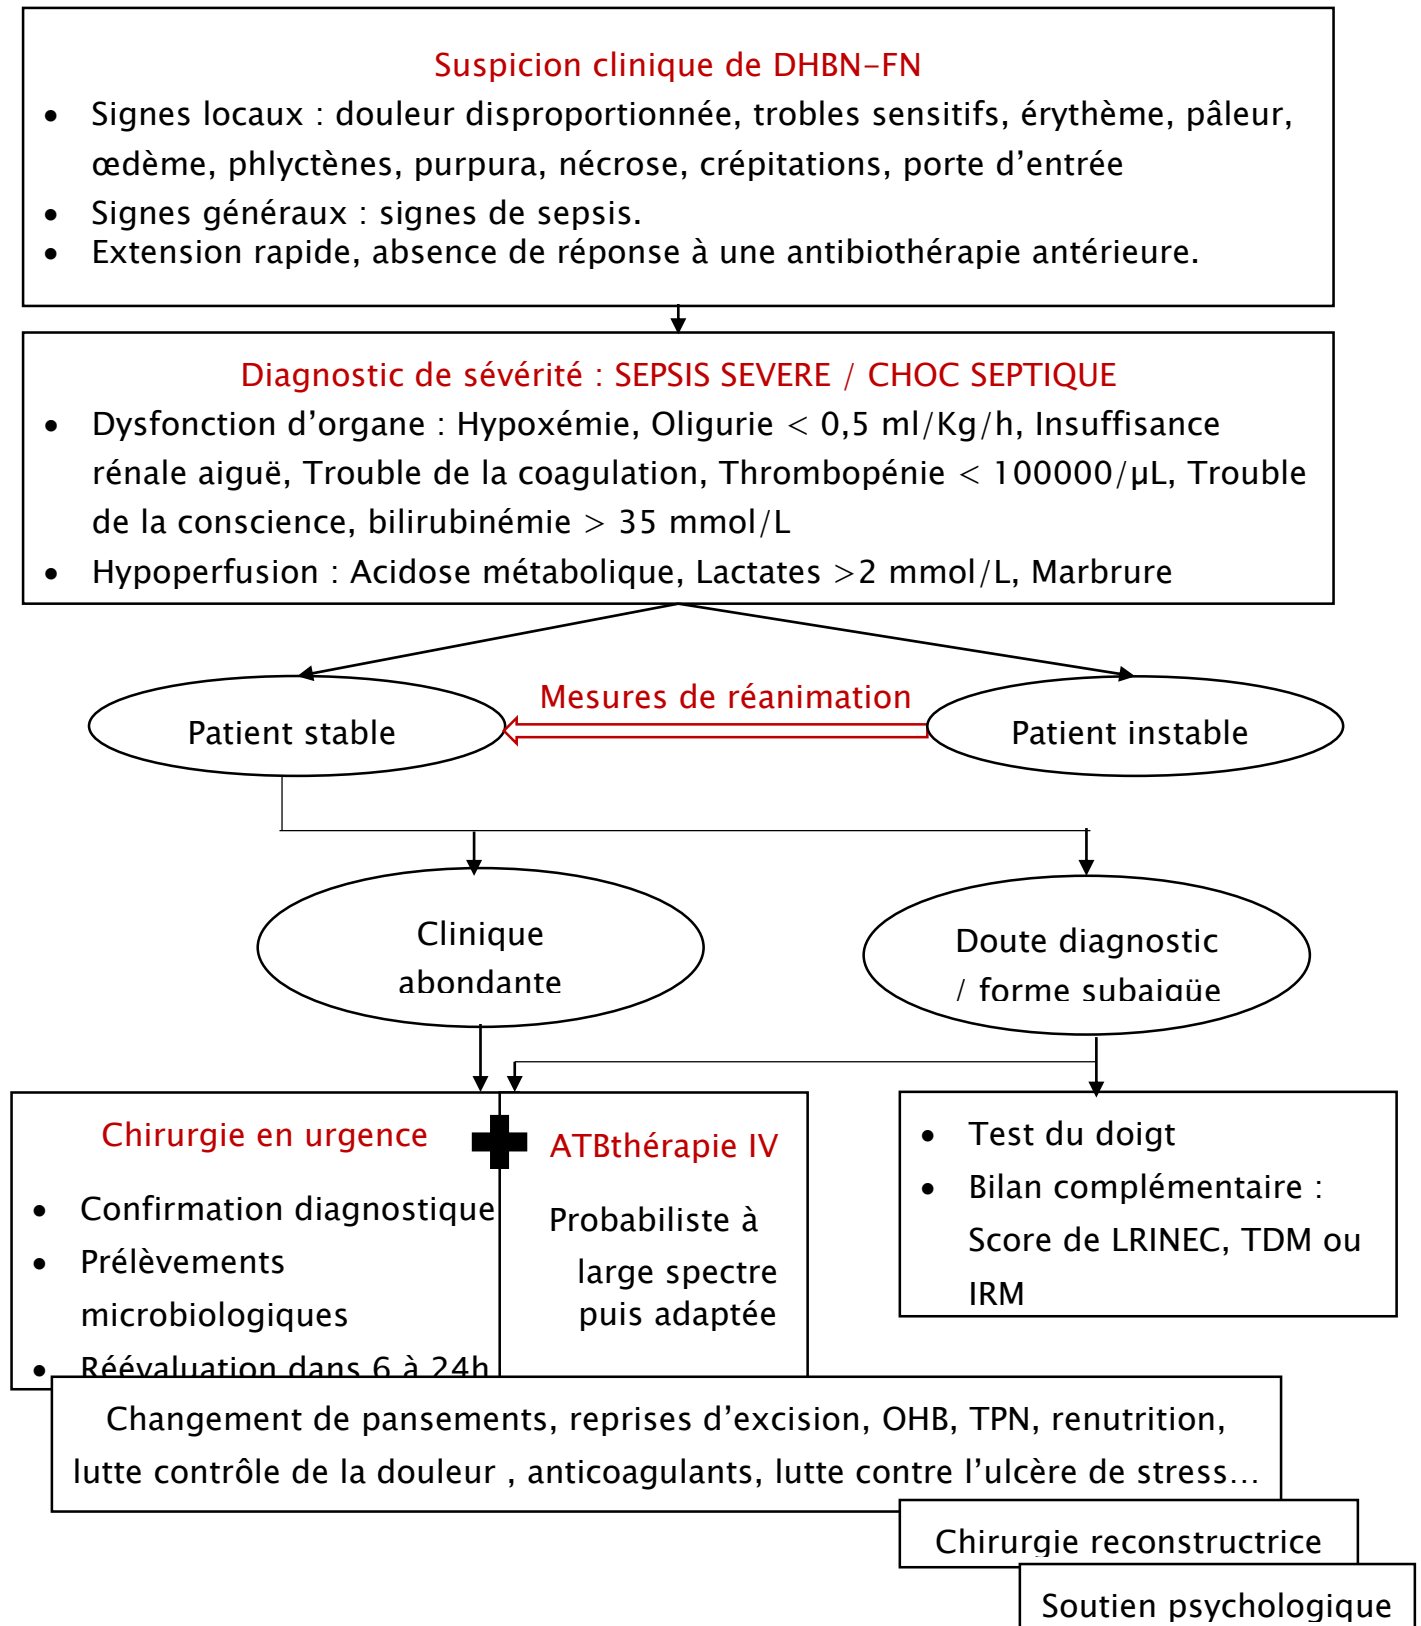 Suspicion clinique de DHBN-FN
• Signes locaux : douleur disproportionnée, trobles sensitifs, érythème, pâleur,
œdème, phlyctènes, purpura, nécrose, crépitations, porte d’entrée
• Signes généraux : signes de sepsis.
• Extension rapide, absence de réponse à une antibiothérapie antérieure.
Diagnostic de sévérité : SEPSIS SEVERE / CHOC SEPTIQUE
• Dysfonction d’organe : Hypoxémie, Oligurie < 0,5 ml/Kg/h, Insuffisance
rénale aiguë, Trouble de la coagulation, Thrombopénie < 100000/µL, Trouble
de la conscience, bilirubinémie > 35 mmol/L
• Hypoperfusion : Acidose métabolique, Lactates >2 mmol/L, Marbrure
Mesures de réanimation
Patient stable
Patient instable
Clinique
abondante
Doute diagnostic
/ forme subaigüe
Chirurgie en urgence
• Confirmation diagnostique
• Prélèvements
microbiologiques
• Réévaluation dans 6 à 24h
ATBthérapie IV
Probabiliste à
large spectre
puis adaptée
• Test du doigt
• Bilan complémentaire :
Score de LRINEC, TDM ou
IRM
Changement de pansements, reprises d’excision, OHB, TPN, renutrition,
lutte contrôle de la douleur , anticoagulants, lutte contre l’ulcère de stress…
Chirurgie reconstructrice
Soutien psychologique